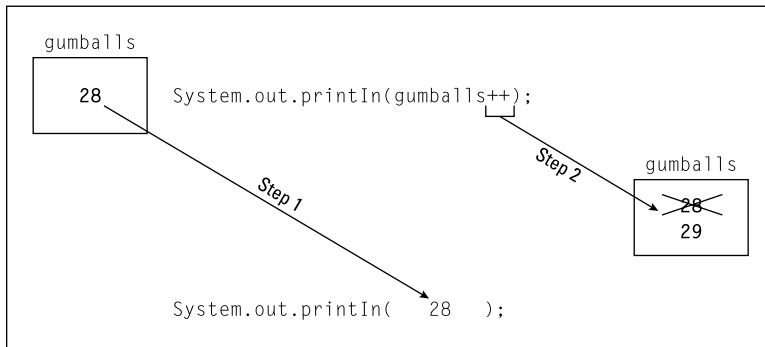 gumballs
28
System.out.printIn(gumballs++);
Step 1
Step 2
gumballs
28
29
System.out.printIn( 28 );